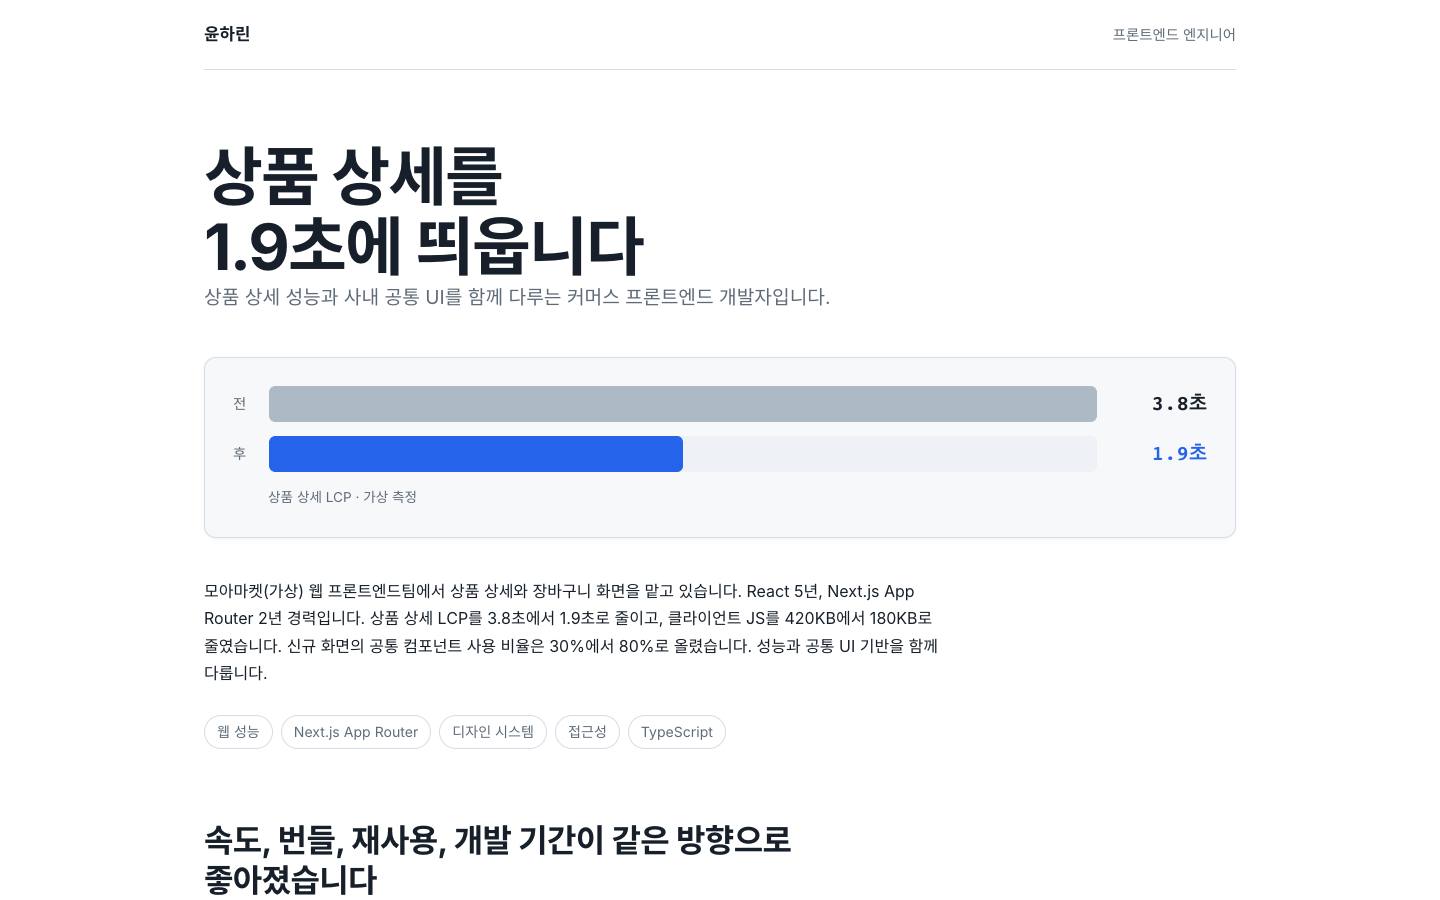 윤하린
프론트엔드 엔지니어
상품 상세를
1.9초에 띄웁니다
상품 상세 성능과 사내 공통 UI를 함께 다루는 커머스 프론트엔드 개발자입니다.
전
3.8초
후
1.9초
상품 상세 LCP · 가상 측정
모아마켓(가상) 웹 프론트엔드팀에서 상품 상세와 장바구니 화면을 맡고 있습니다. React 5년, Next.js App
Router 2년 경력입니다. 상품 상세 LCP를 3.8초에서 1.9초로 줄이고, 클라이언트 JS를 420KB에서 180KB로
줄였습니다. 신규 화면의 공통 컴포넌트 사용 비율은 30%에서 80%로 올렸습니다. 성능과 공통 UI 기반을 함께
다룹니다.
웹 성능
Next.js App Router
디자인 시스템
접근성
TypeScript
속도, 번들, 재사용, 개발 기간이 같은 방향으로
좋아졌습니다